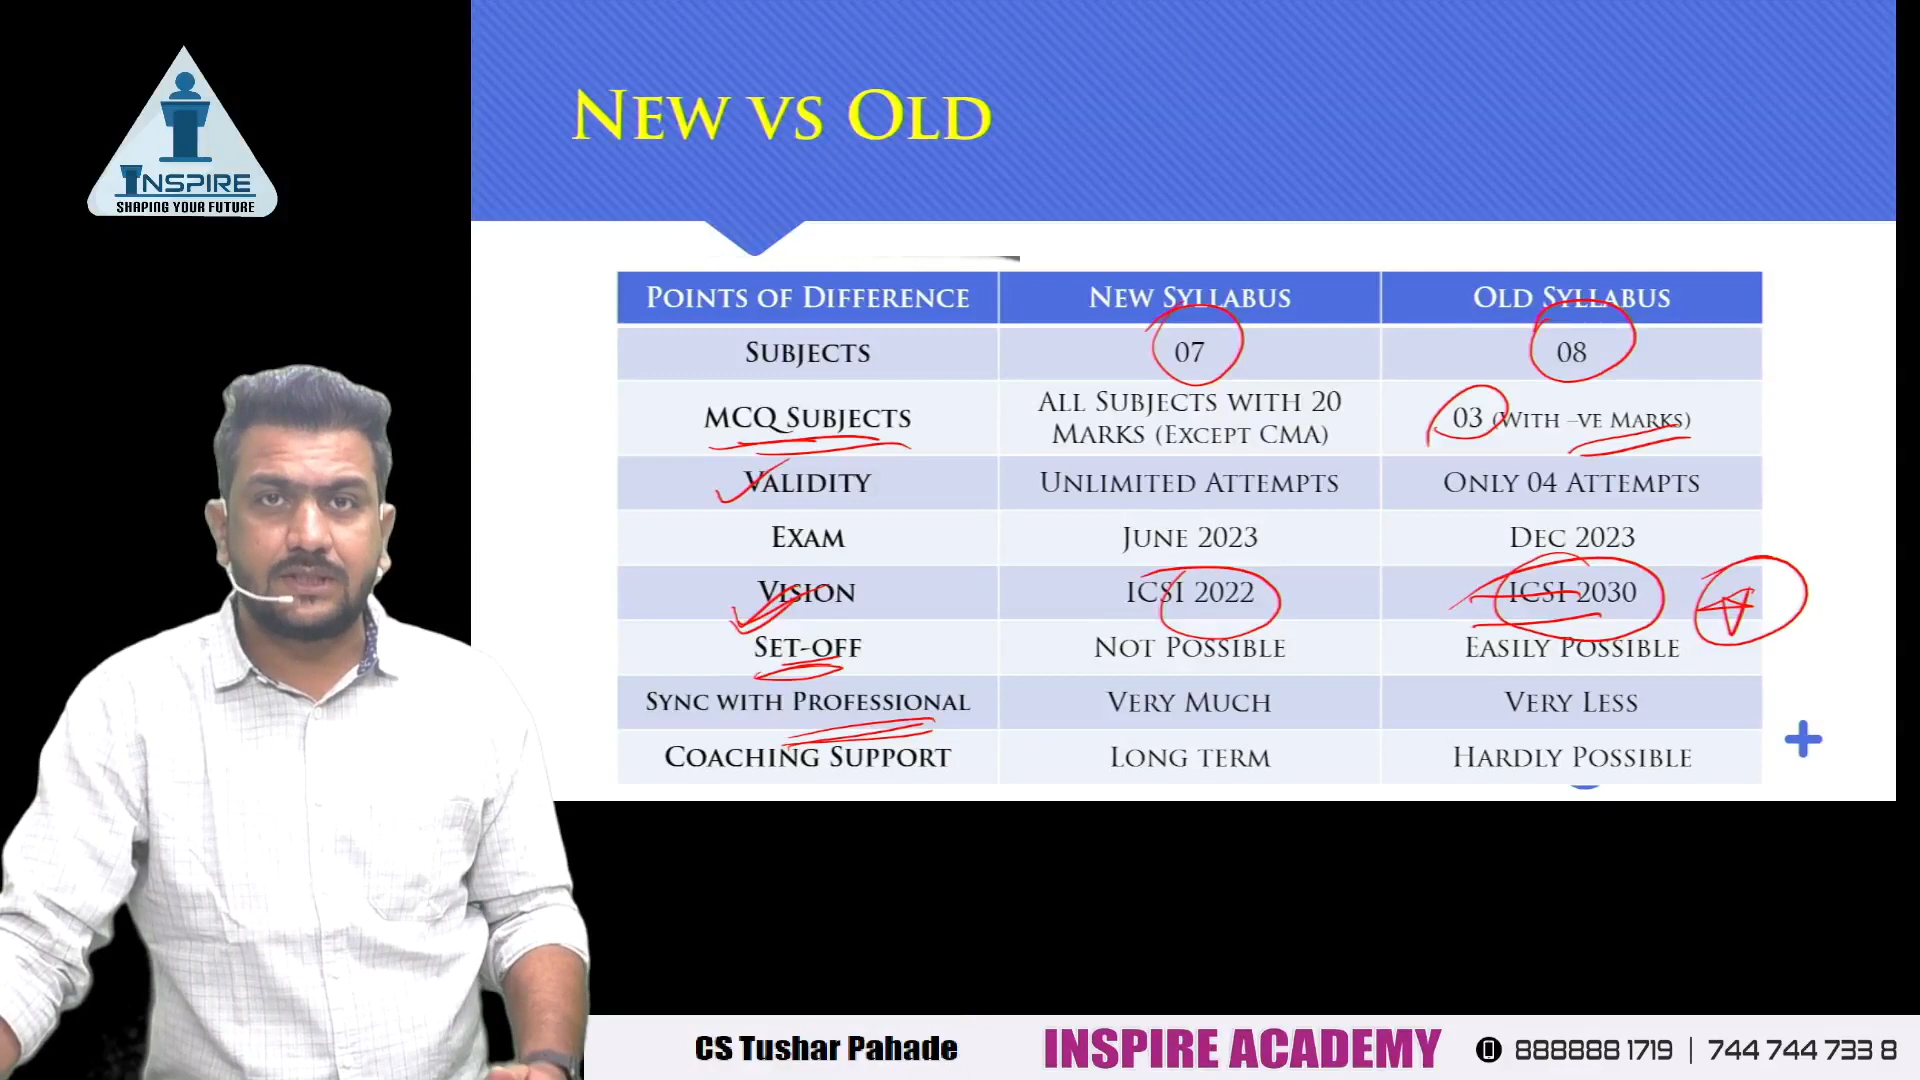 INSPIRE
SHAPING YOUR FUTURE
NEW VS OLD
POINTS OF DIFFERENCE NEW SYLLABUS OLD SYLLABUS
SUBJECTS 07 08
MCQ SUBJECTS ALL SUBJECTS WITH 20 MARKS (EXCEPT CMA) 03 (WITH –VE MARKS)
VALIDITY UNLIMITED ATTEMPTS ONLY 04 ATTEMPTS
EXAM JUNE 2023 DEC 2023
VISION ICSI 2022 ICSI 2030
SET-OFF NOT POSSIBLE EASILY POSSIBLE
SYNC WITH PROFESSIONAL VERY MUCH VERY LESS
COACHING SUPPORT LONG TERM HARDLY POSSIBLE
CS Tushar Pahade INSPIRE ACADEMY 888888 1719 | 744 744 733 8